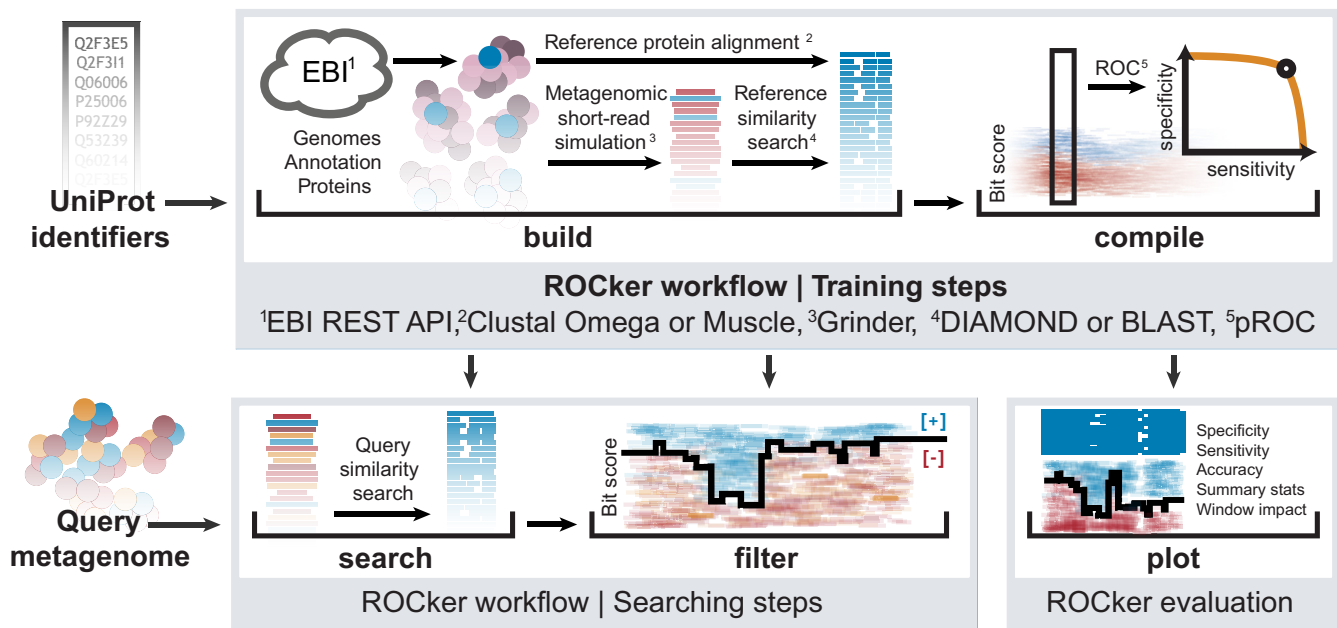 Q2F3E5
Q2F3I1
Q06006
P25006
P92Z29
Q53239
Q60214
Q2F3E5
UniProt
identifiers
EBI¹
Genomes
Annotation
Proteins
Reference protein alignment ²
Metagenomic
short-read
simulation ³
Reference
similarity
search⁴
build
Bit score
ROC⁵
specificity
sensitivity
compile
ROCker workflow | Training steps
¹EBI REST API,²Clustal Omega or Muscle, ³Grinder, ⁴DIAMOND or BLAST, ⁵pROC
Query
metagenome
Query
similarity
search
search
Bit score
[+]
[-]
filter
ROCker workflow | Searching steps
Specificity
Sensitivity
Accuracy
Summary stats
Window impact
plot
ROCker evaluation